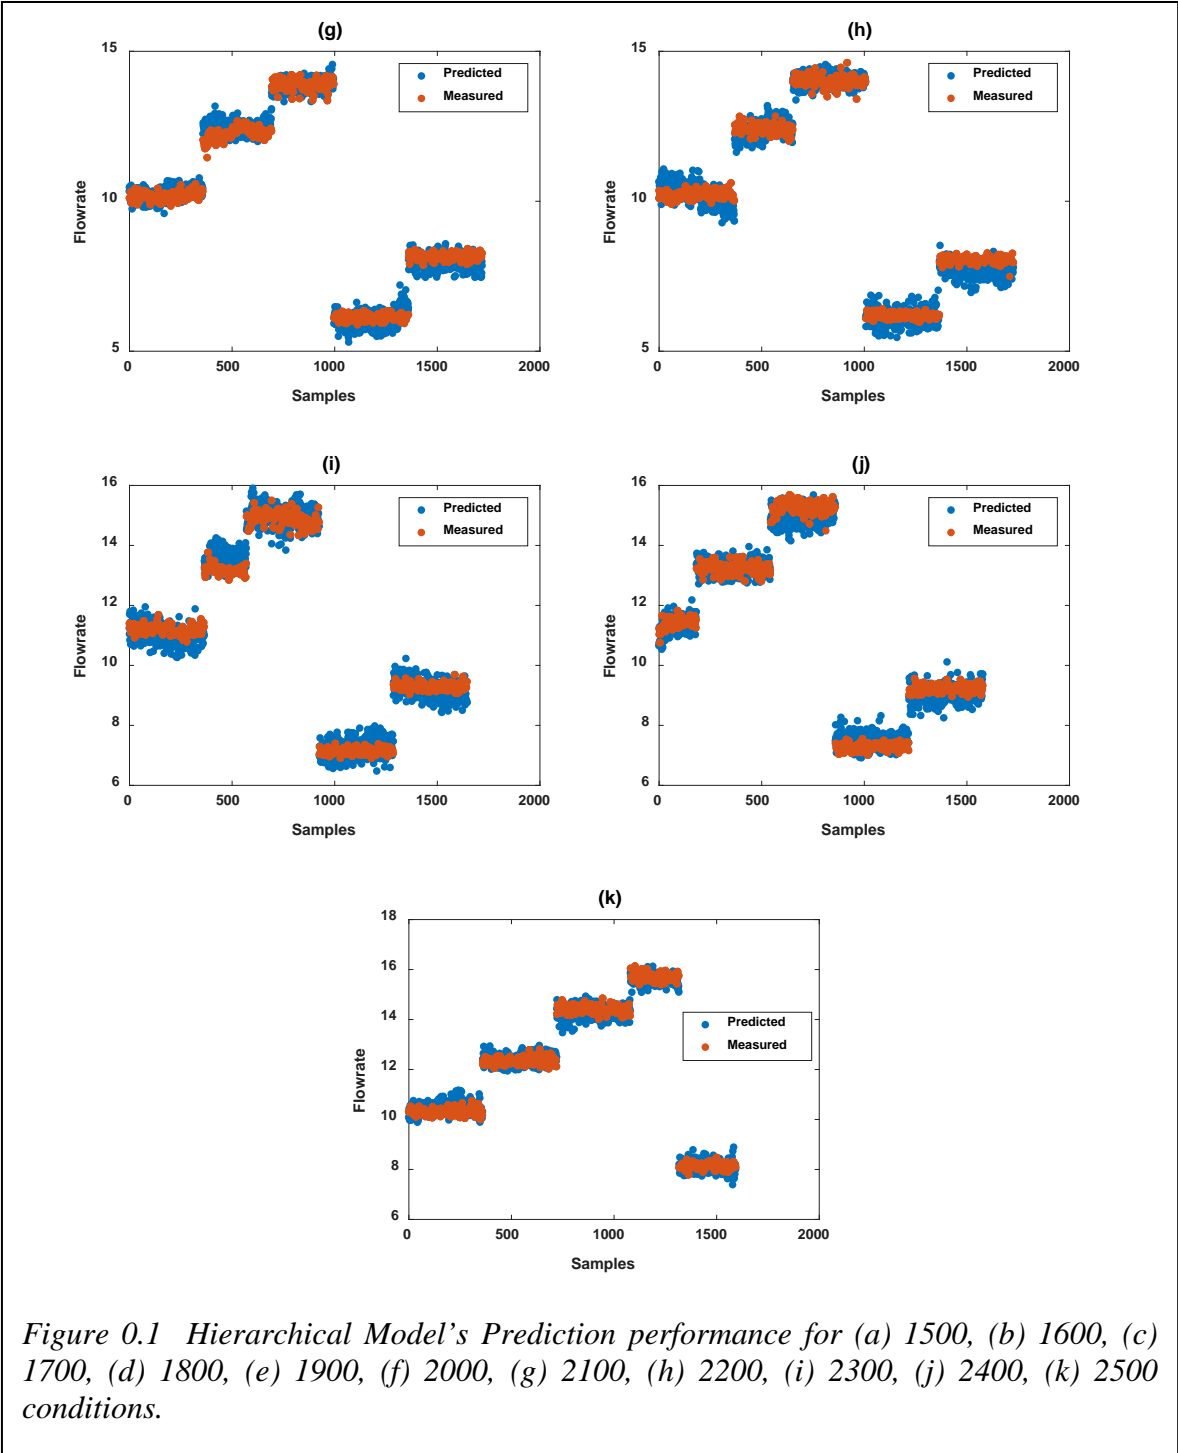 (g)
15
10
5
Flowrate
0 500 1000 1500 2000
Samples
Predicted
Measured
(h)
15
10
5
Flowrate
0 500 1000 1500 2000
Samples
Predicted
Measured
(i)
16
14
12
10
8
6
Flowrate
0 500 1000 1500 2000
Samples
Predicted
Measured
(j)
16
14
12
10
8
6
Flowrate
0 500 1000 1500 2000
Samples
Predicted
Measured
(k)
18
16
14
12
10
8
6
Flowrate
0 500 1000 1500 2000
Samples
Predicted
Measured
Figure 0.1 Hierarchical Model’s Prediction performance for (a) 1500, (b) 1600, (c)
1700, (d) 1800, (e) 1900, (f) 2000, (g) 2100, (h) 2200, (i) 2300, (j) 2400, (k) 2500
conditions.